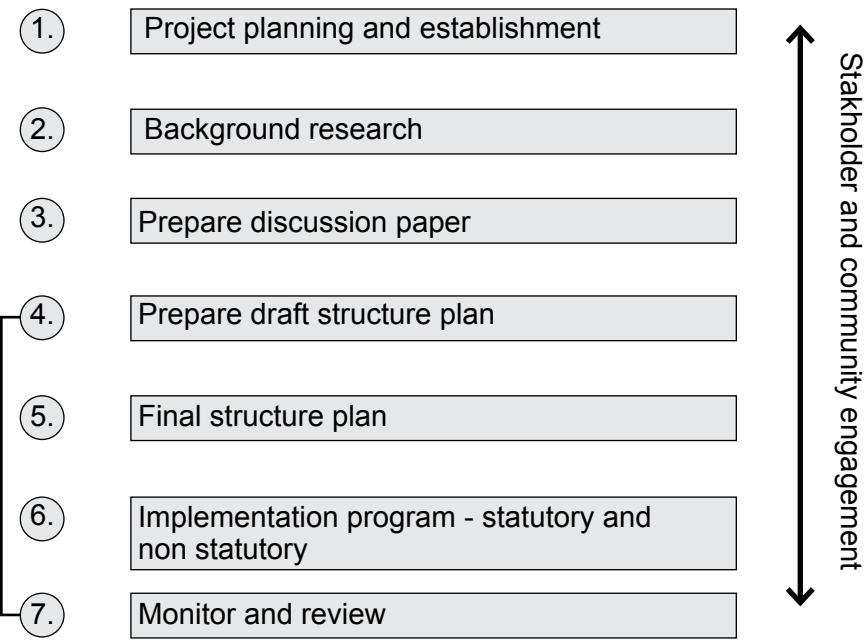 1. Project planning and establishment
2. Background research
3. Prepare discussion paper
4. Prepare draft structure plan
5. Final structure plan
6. Implementation program - statutory and
non statutory
7. Monitor and review
Stakholder and community engagement